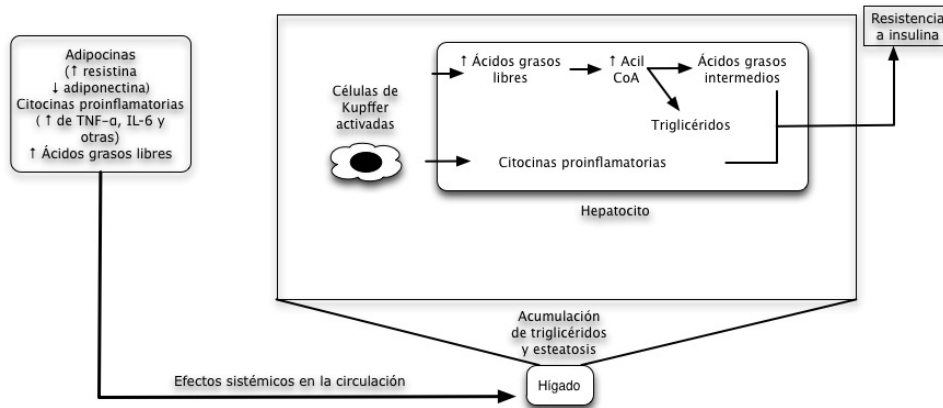 Adipocinas
(↑ resistina
↓ adiponectina)
Citocinas proinflamatorias
( ↑ de TNF-α, IL-6 y
otras)
↑ Ácidos grasos libres
Células de
Kupffer
activadas
↑ Ácidos grasos
libres
↑ Acil
CoA
Ácidos grasos
intermedios
Triglicéridos
Citocinas proinflamatorias
Hepatocito
Resistencia
a insulina
Acumulación
de triglicéridos
y esteatosis
Efectos sistémicos en la circulación
Hígado